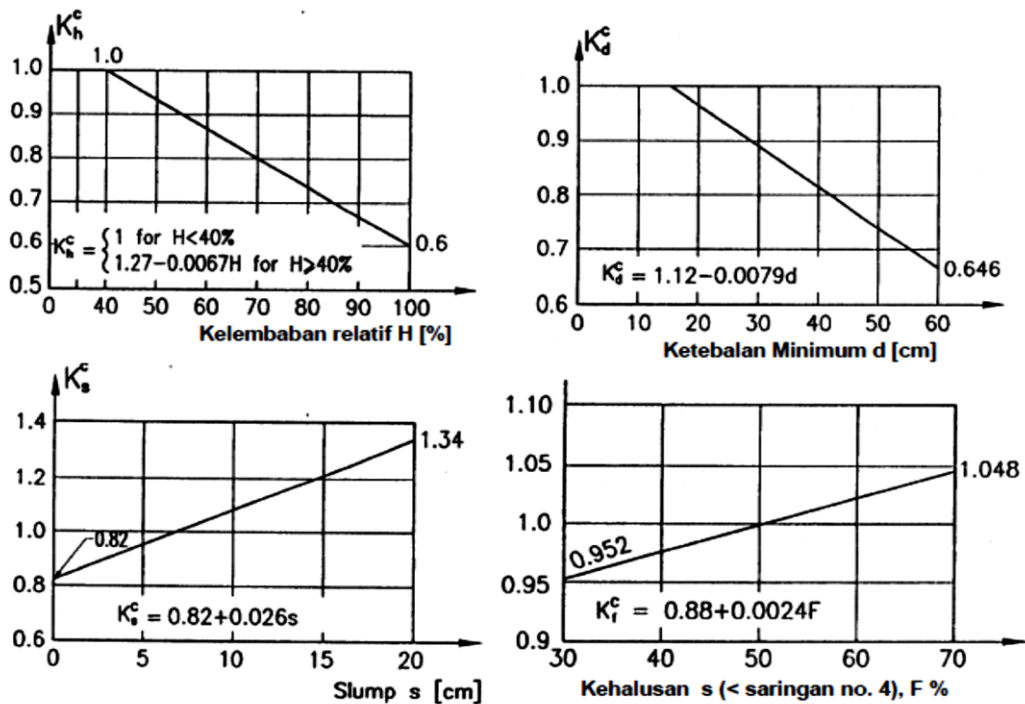 K_h^c
1.0
1.0
0.9
0.8
0.7
0.6
0.5
K_h^c = { 1 for H<40%
1.27-0.0067H for H⩾40%
0.6
0 30 40 50 60 70 80 90 100
Kelembaban relatif H [%]
K_d^c
1.0
0.9
0.8
0.7
0.6
K_d^c = 1.12-0.0079d
0.646
0 10 20 30 40 50 60
Ketebalan Minimum d [cm]
K_s^c
1.4
1.2
1.0
0.8
0.6
1.34
0.82
K_s^c = 0.82+0.026s
0 5 10 15 20
Slump s [cm]
1.10
1.05
1.0
0.95
0.9
1.048
0.952
K_f^c = 0.88+0.0024F
30 40 50 60 70
Kehalusan s (< saringan no. 4), F %